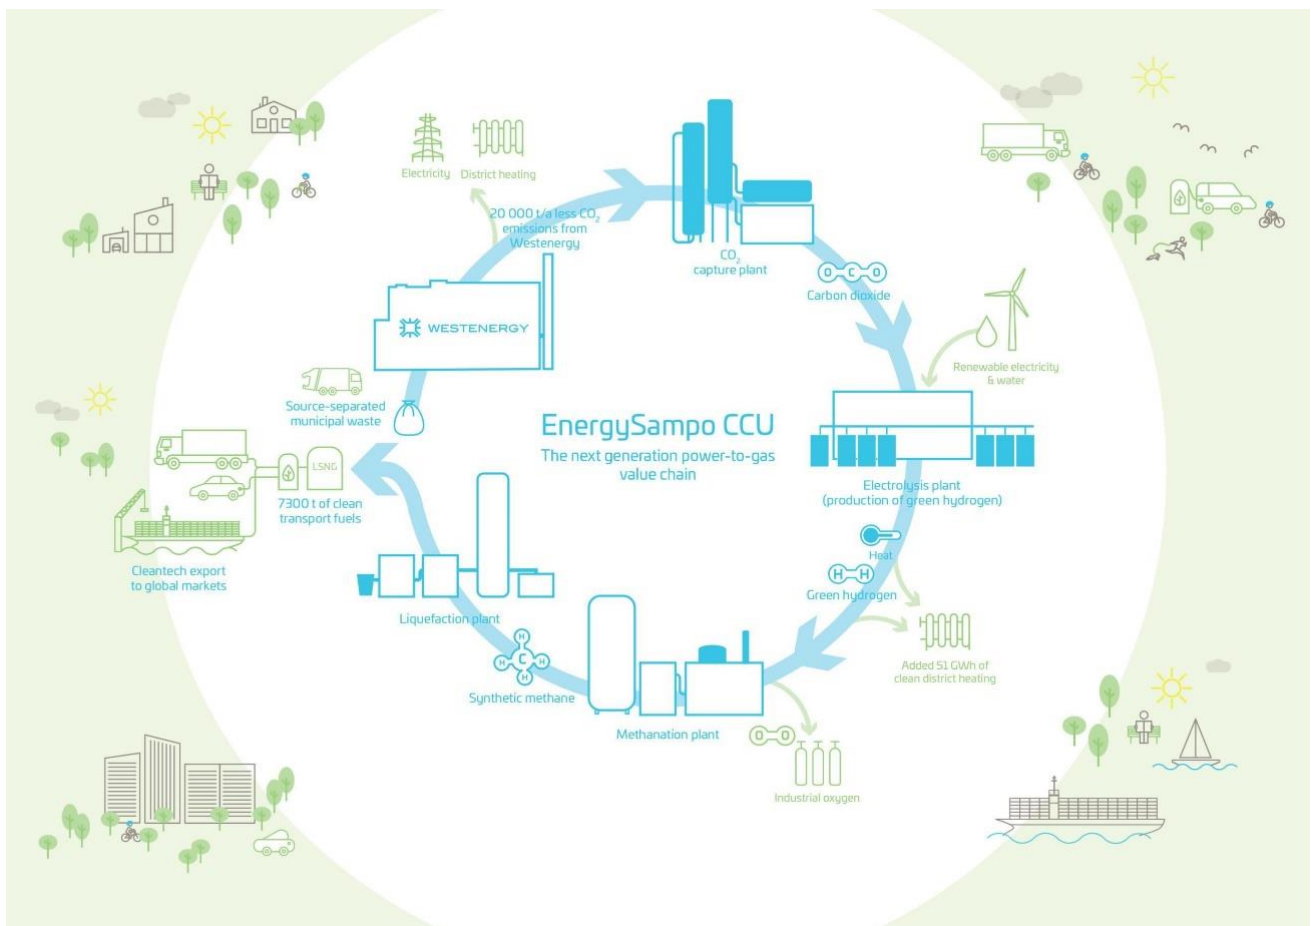 EnergySampo CCU
The next generation power-to-gas
value chain
Electricity
District heating
20 000 t/a less CO₂
emissions from
Westenergy
WESTENERGY
CO₂
capture plant
O C O
Carbon dioxide
Renewable electricity
& water
Electrolysis plant
(production of green hydrogen)
Heat
H H
Green hydrogen
Added 51 GWh of
clean district heating
Methanation plant
O O
Industrial oxygen
H
H C H
H
Synthetic methane
Liquefaction plant
Source-separated
municipal waste
LSNG
7300 t of clean
transport fuels
Cleantech export
to global markets